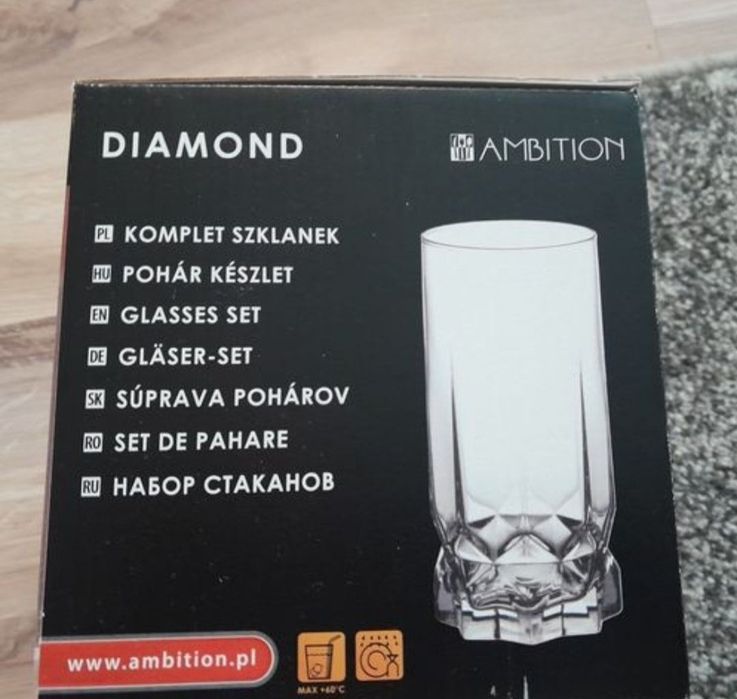 DIAMOND
AMBITION
PL KOMPLET SZKLANEK
HU POHÁR KÉSZLET
EN GLASSES SET
DE GLÄSER-SET
SK SÚPRAVA POHÁROV
RO SET DE PAHARE
RU НАБОР СТАКАНОВ
www.ambition.pl
MAX +60°C